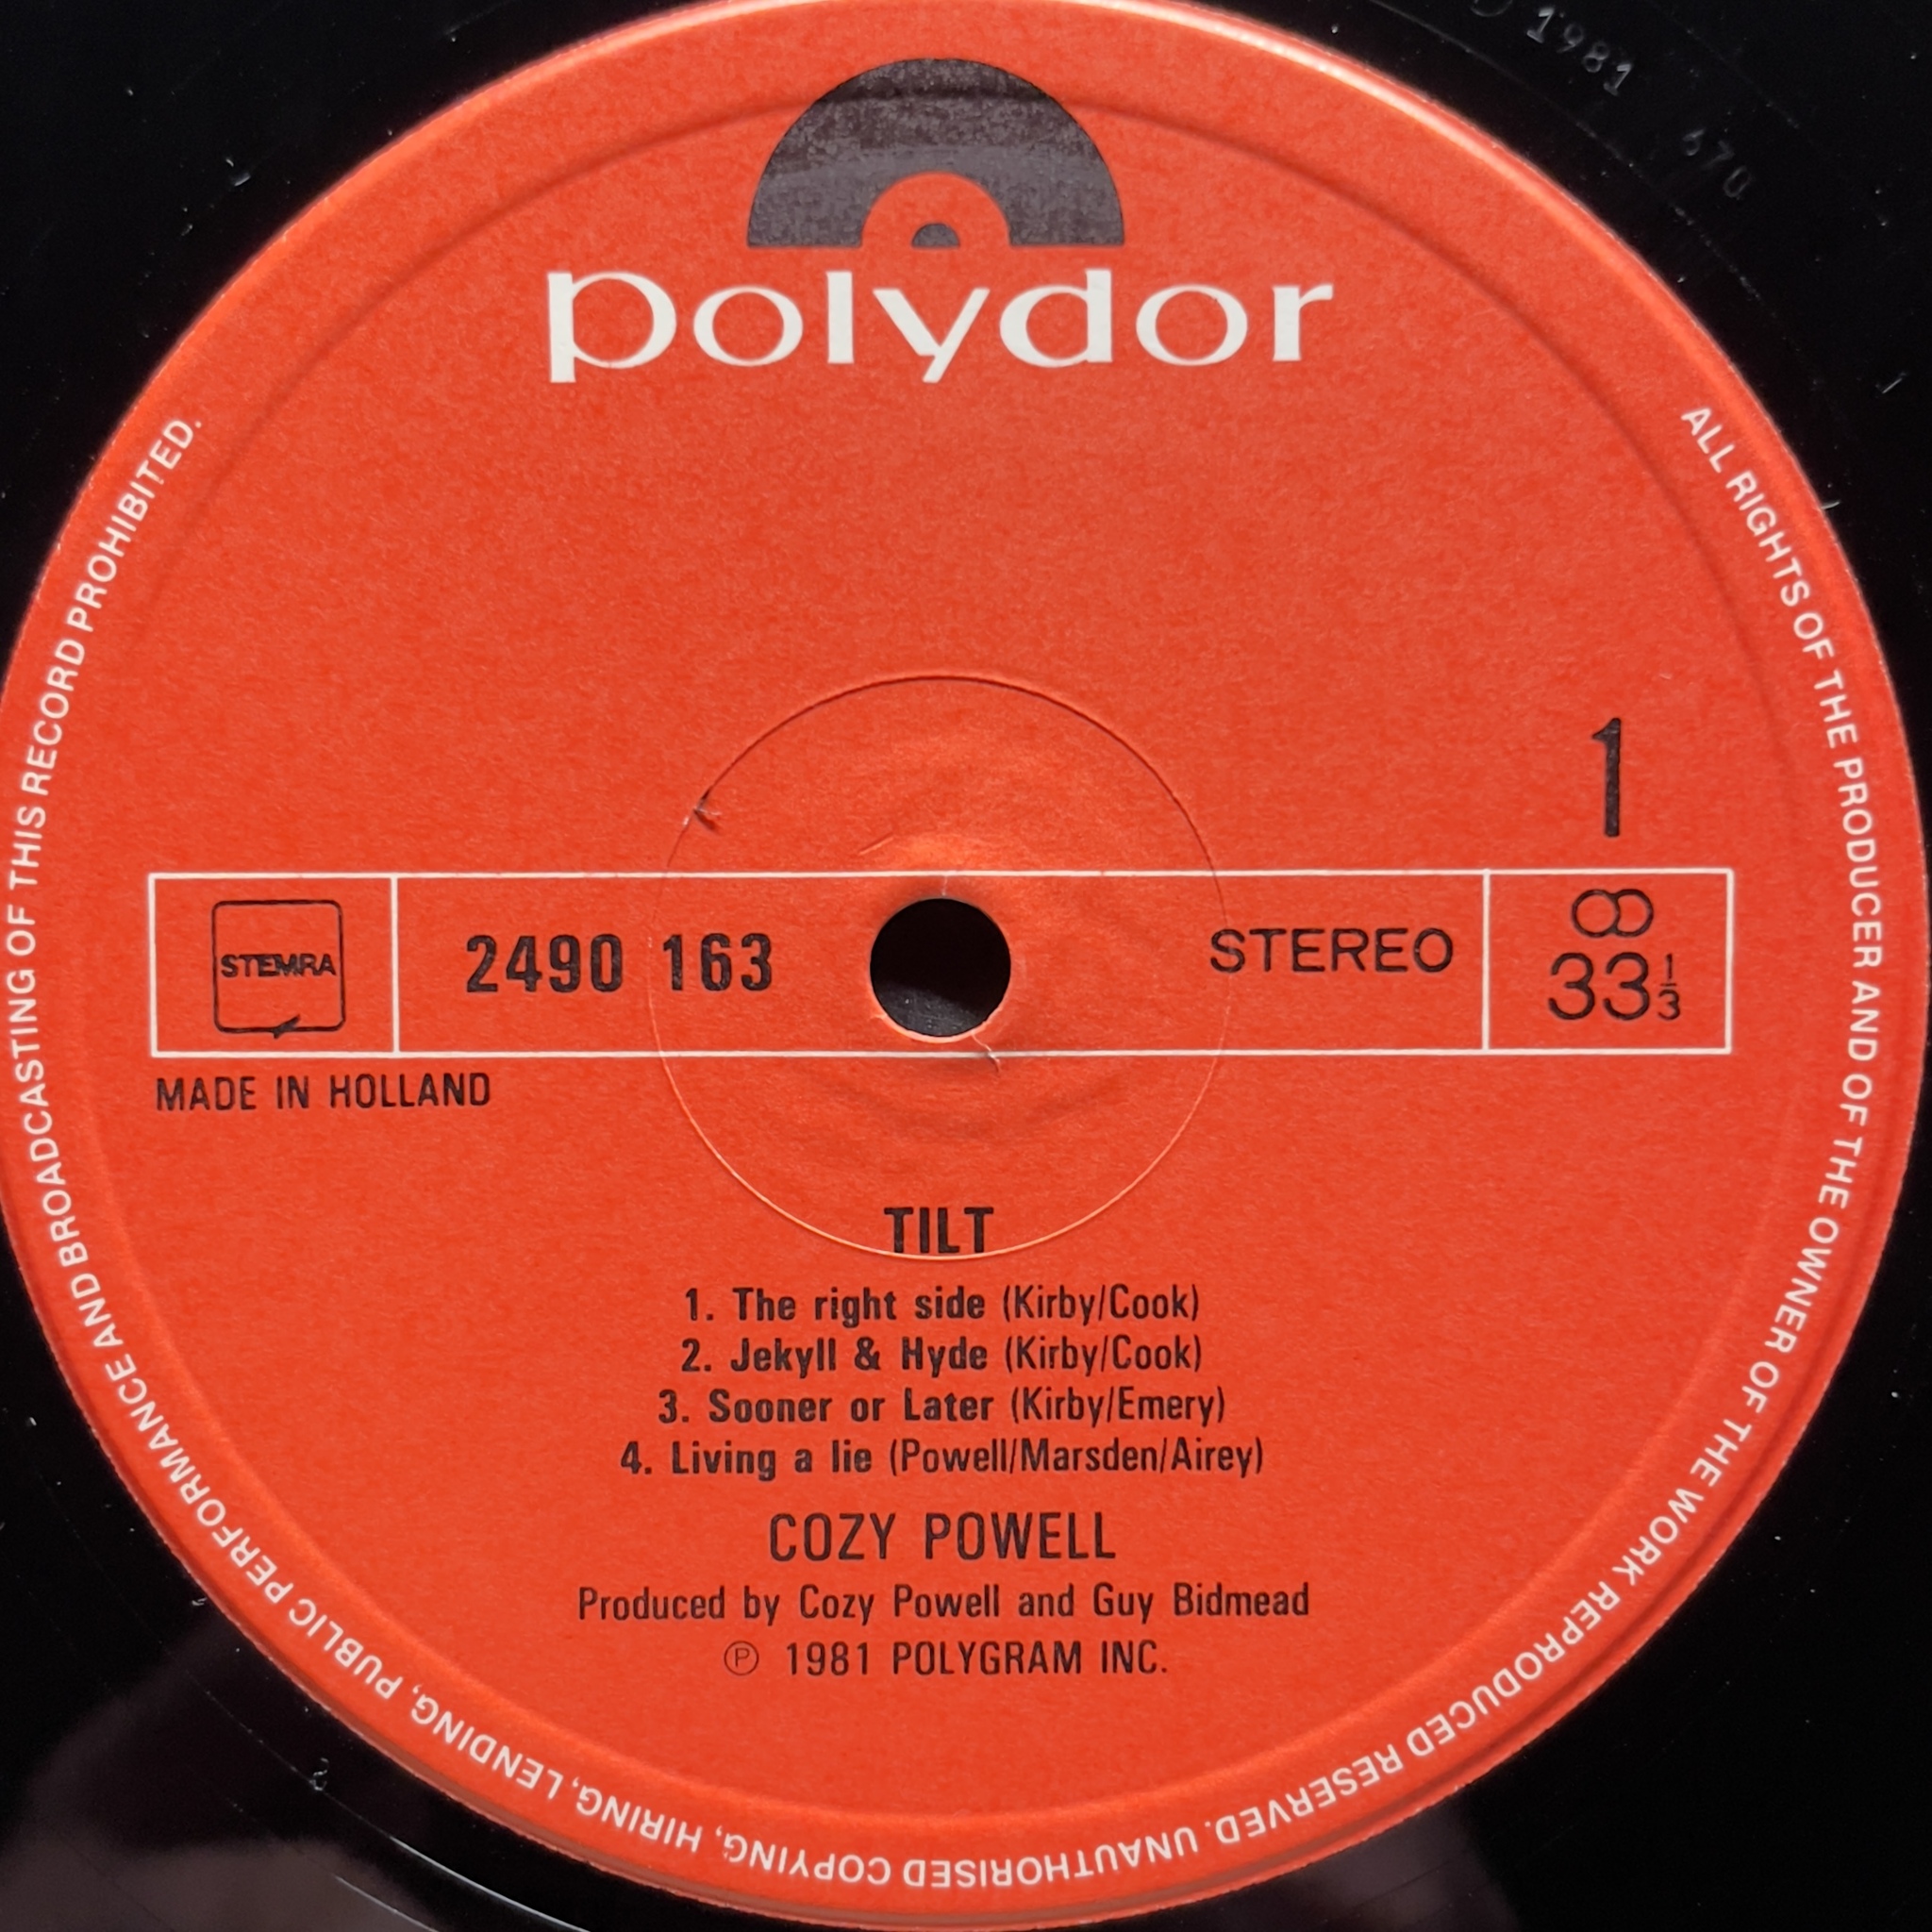 ℗ 1981 670
polydor
1
STEMRA
2490 163
STEREO
33 1/3
MADE IN HOLLAND
TILT
1. The right side (Kirby/Cook)
2. Jekyll & Hyde (Kirby/Cook)
3. Sooner or Later (Kirby/Emery)
4. Living a lie (Powell/Marsden/Airey)
COZY POWELL
Produced by Cozy Powell and Guy Bidmead
℗ 1981 POLYGRAM INC.
ALL RIGHTS OF THE PRODUCER AND OF THE OWNER OF THE WORK REPRODUCED RESERVED. UNAUTHORISED COPYING, HIRING, LENDING, PUBLIC PERFORMANCE AND BROADCASTING OF THIS RECORD PROHIBITED.